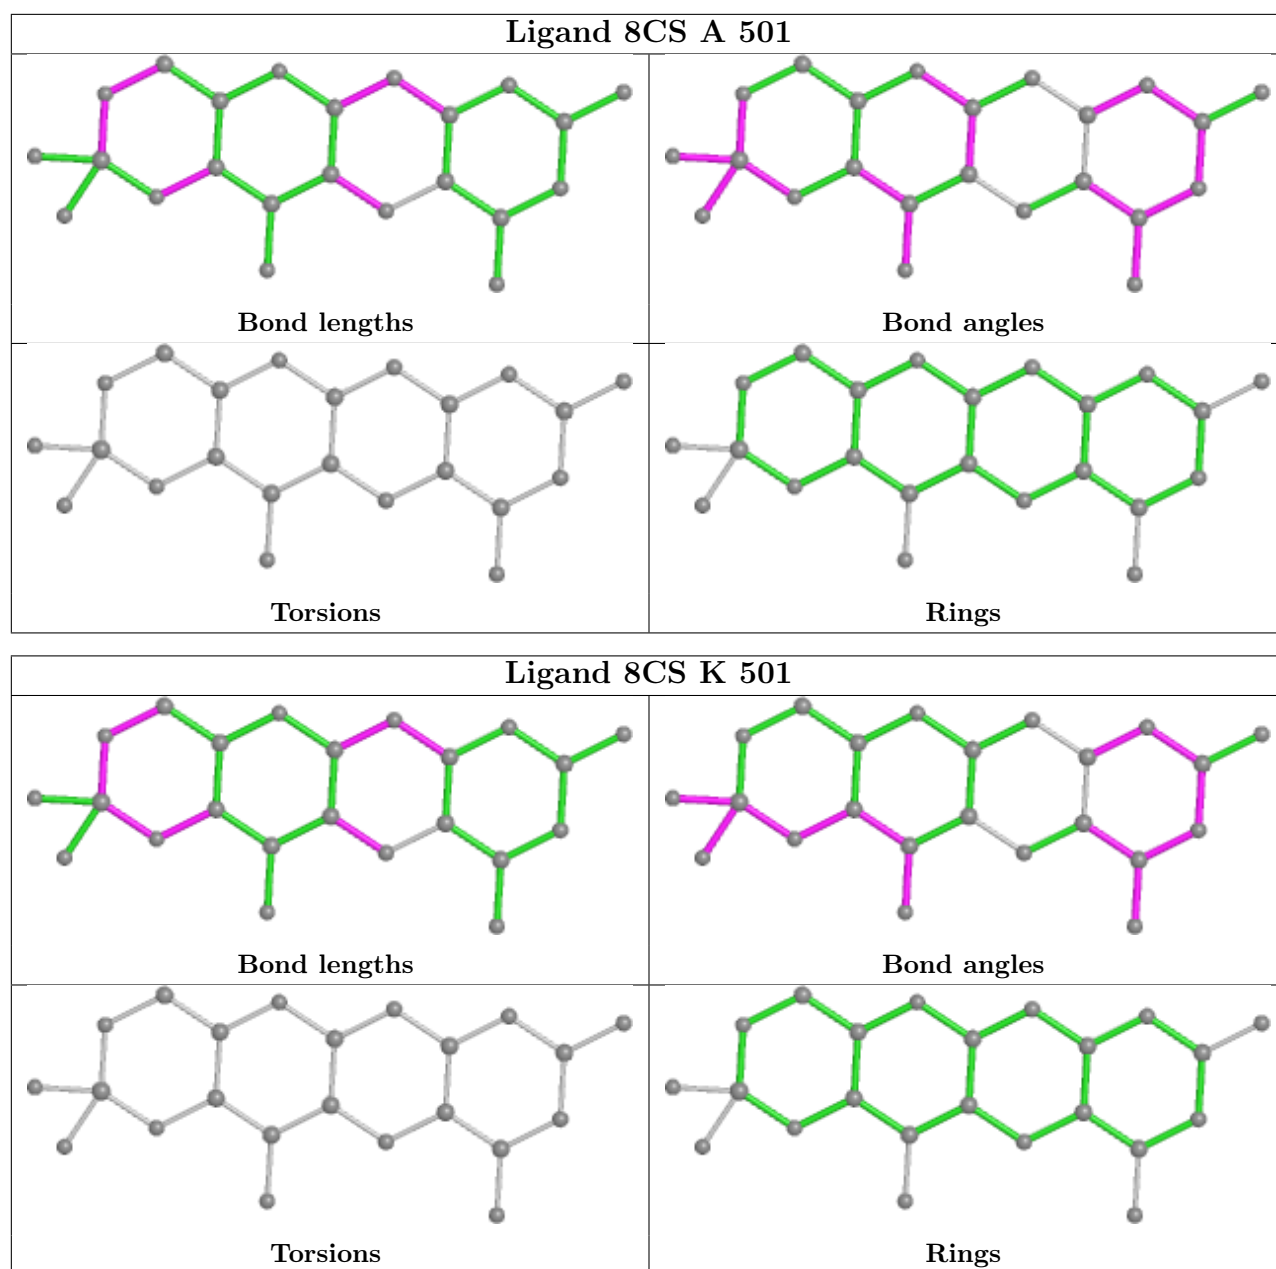 Ligand 8CS A 501
Bond lengths
Bond angles
Torsions
Rings
Ligand 8CS K 501
Bond lengths
Bond angles
Torsions
Rings